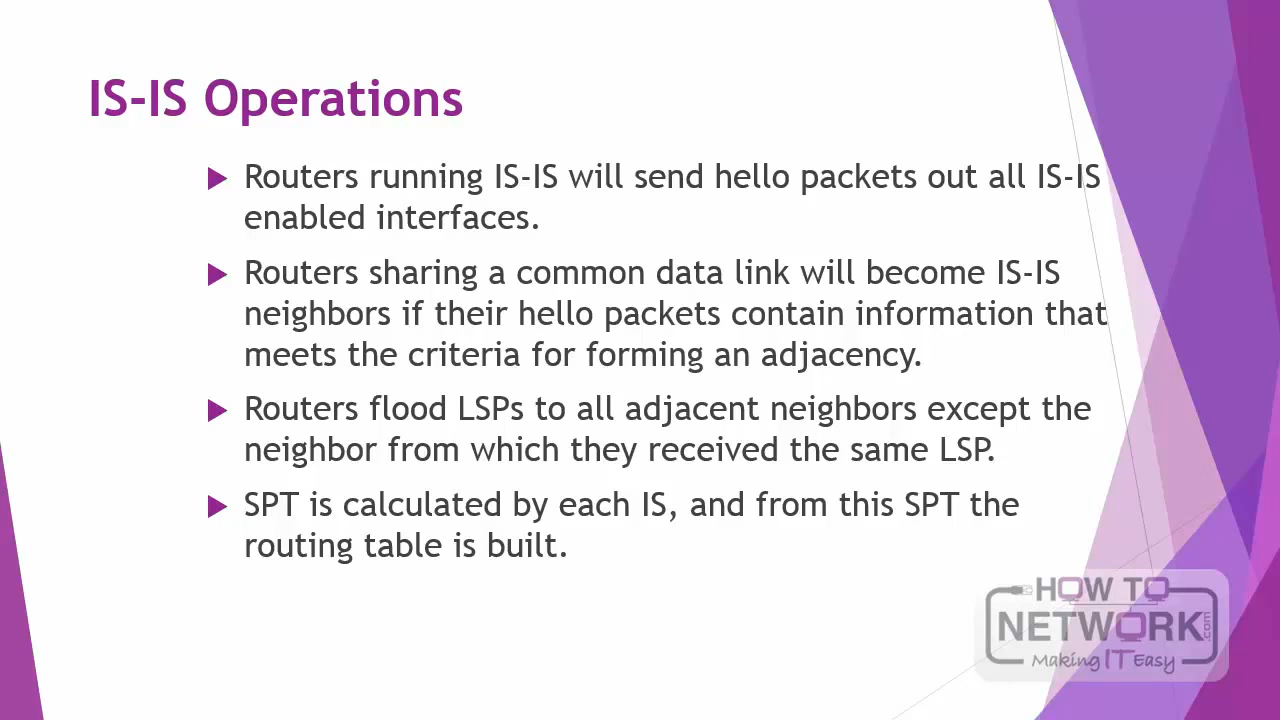 IS-IS Operations
Routers running IS-IS will send hello packets out all IS-IS
enabled interfaces.
Routers sharing a common data link will become IS-IS
neighbors if their hello packets contain information that
meets the criteria for forming an adjacency.
Routers flood LSPs to all adjacent neighbors except the
neighbor from which they received the same LSP.
SPT is calculated by each IS, and from this SPT the
routing table is built.
HOW TO
NETWORK.com
Making IT Easy